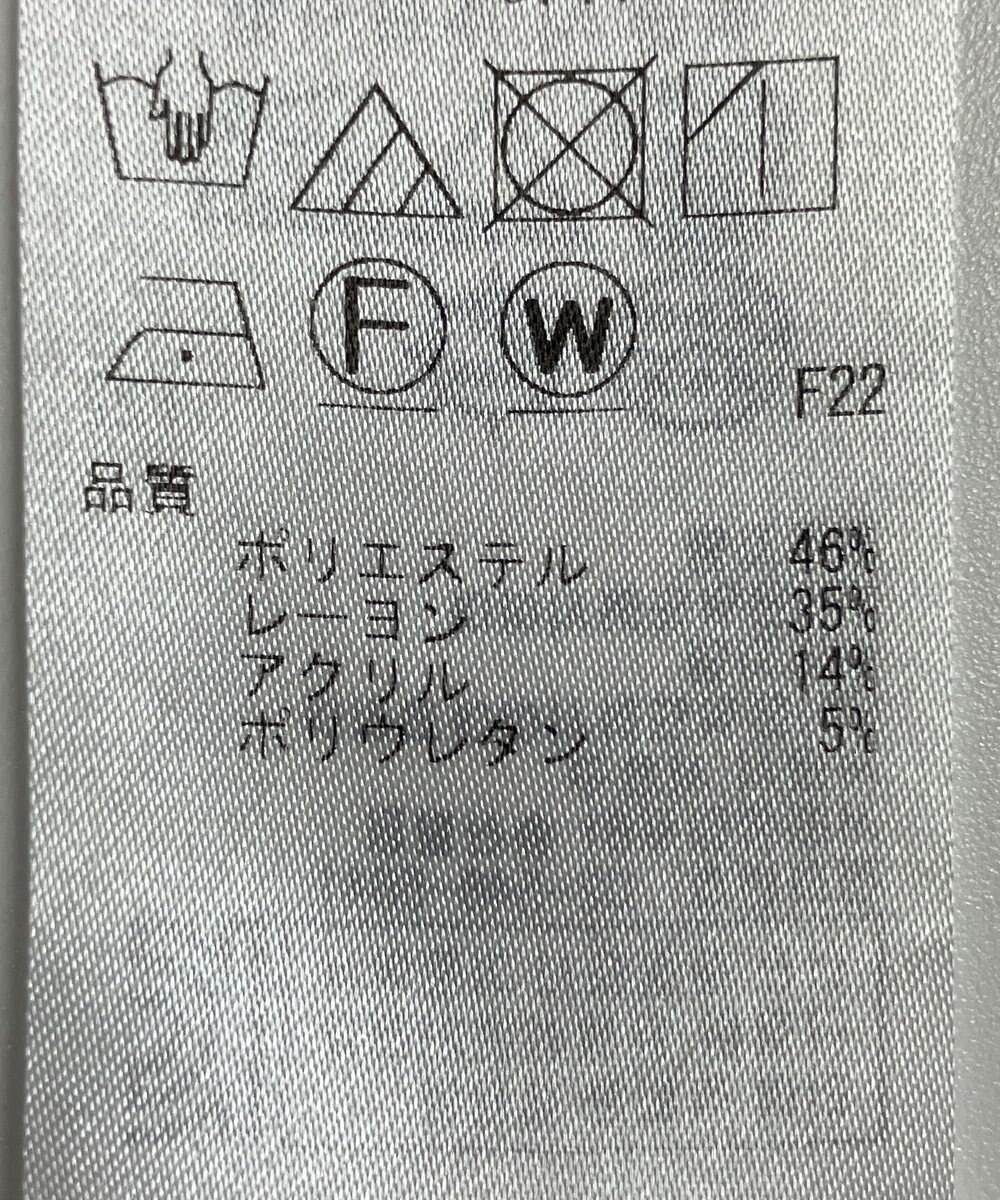 F W
F22
品質
ポリエステル 46%
レーヨン 35%
アクリル 14%
ポリウレタン 5%